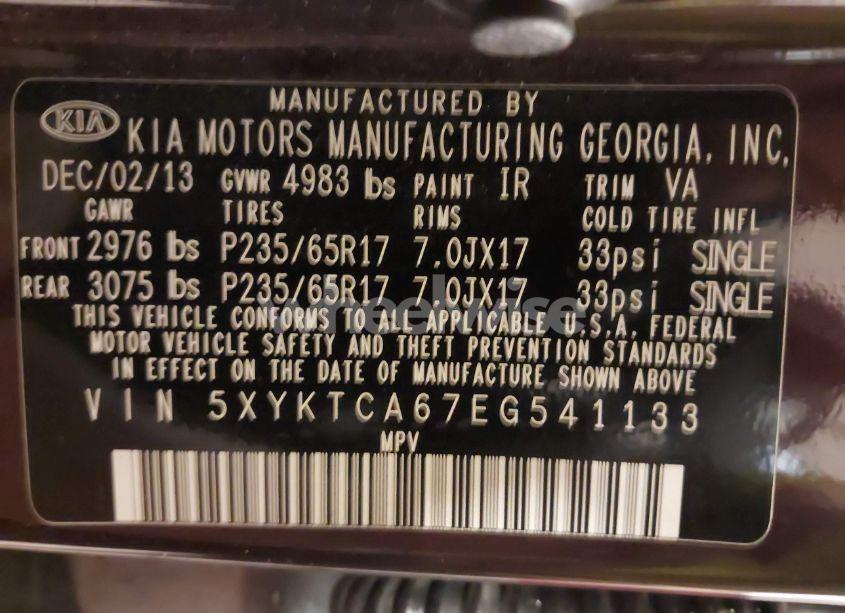 MANUFACTURED BY
KIA KIA MOTORS MANUFACTURING GEORGIA, INC.
DEC/02/13 GVWR 4983 lbs PAINT IR TRIM VA
GAWR TIRES RIMS COLD TIRE INFL
FRONT 2976 lbs P235/65R17 7.0JX17 33psi SINGLE
REAR 3075 lbs P235/65R17 7.0JX17 33psi SINGLE
THIS VEHICLE CONFORMS TO ALL APPLICABLE U.S.A. FEDERAL
MOTOR VEHICLE SAFETY AND THEFT PREVENTION STANDARDS
IN EFFECT ON THE DATE OF MANUFACTURE SHOWN ABOVE
VIN 5XYKTCA67EG541133
MPV